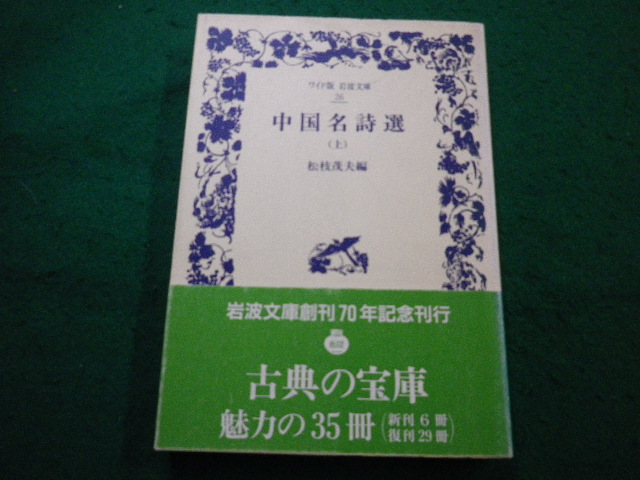 ワイド版 岩波文庫
26
中国名詩選
(上)
松枝茂夫編
岩波文庫創刊70年記念刊行
古典の宝庫
魅力の35冊(新刊6冊
復刊29冊)